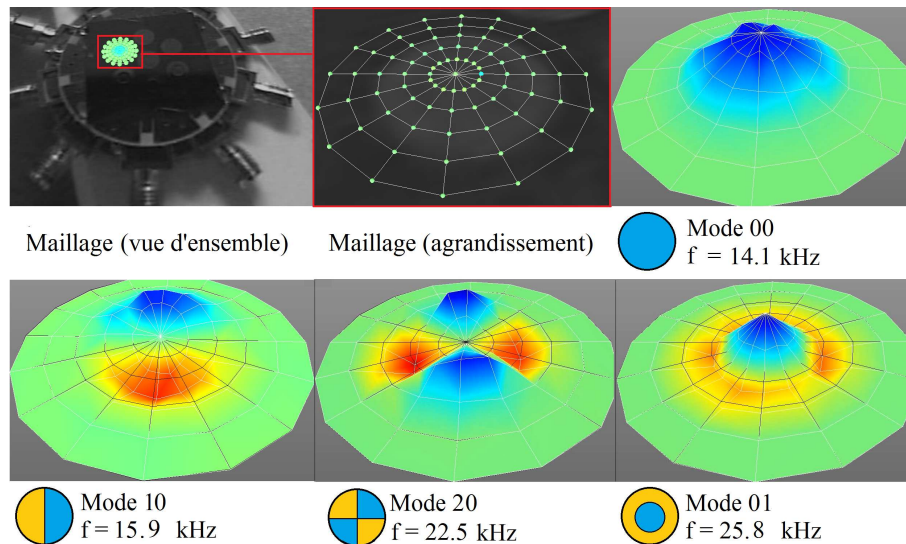 Maillage (vue d'ensemble)
Maillage (agrandissement)
Mode 00
f = 14.1 kHz
Mode 10
f = 15.9 kHz
Mode 20
f = 22.5 kHz
Mode 01
f = 25.8 kHz